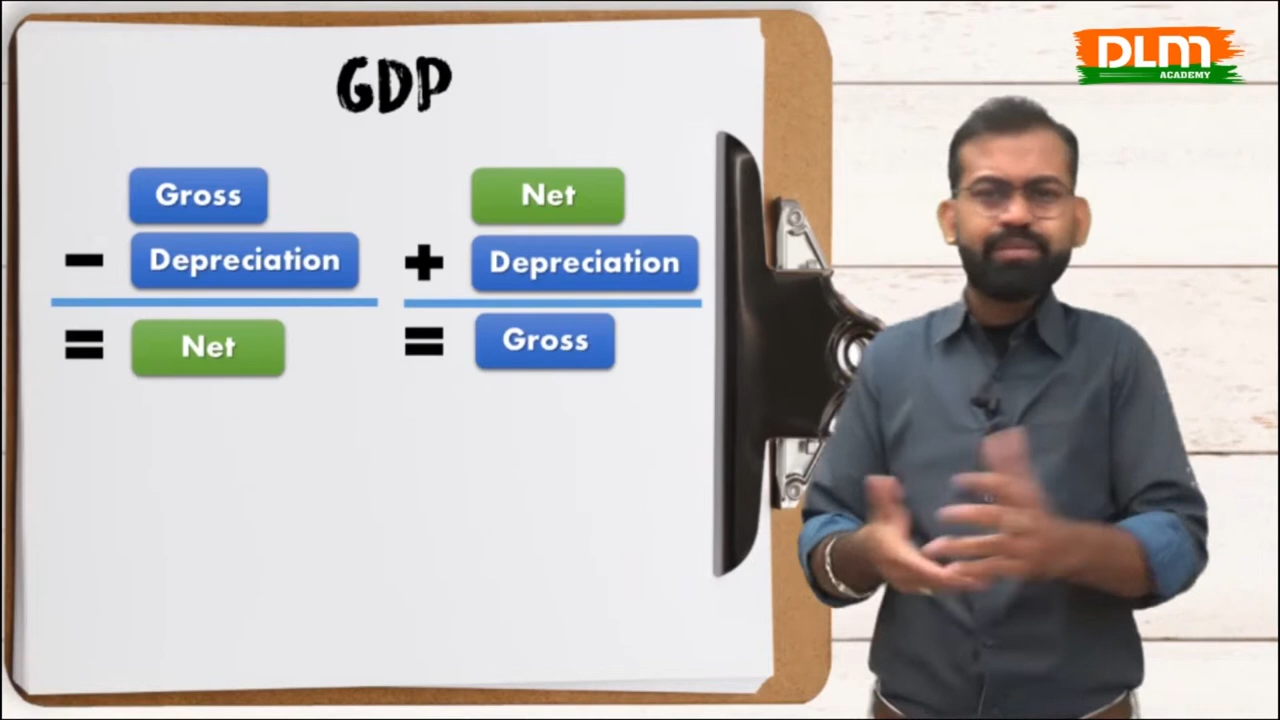 GDP
Gross
− Depreciation
= Net
Net
+ Depreciation
= Gross
DLM
ACADEMY